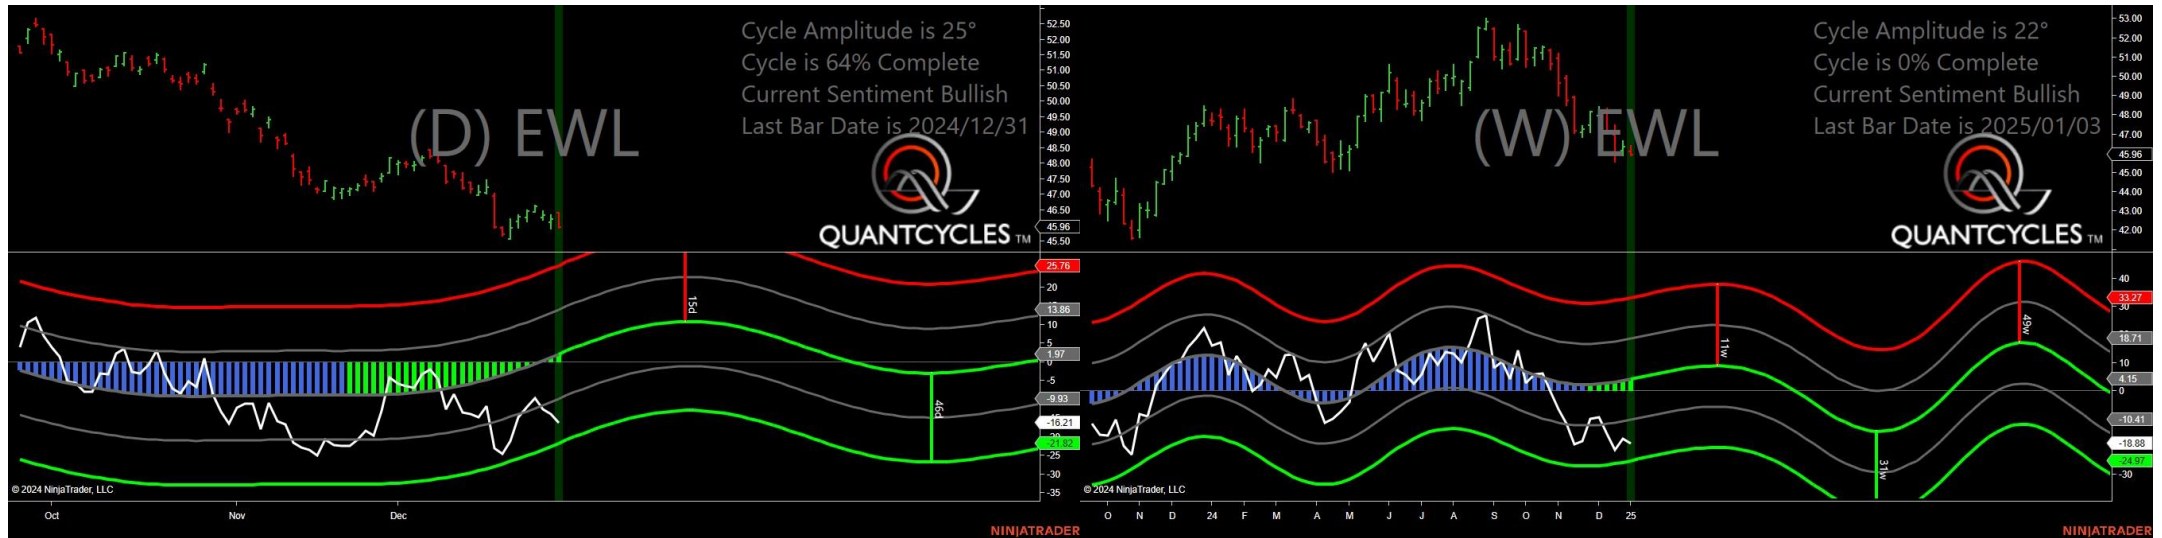 Cycle Amplitude is 25°
Cycle is 64% Complete
Current Sentiment Bullish
Last Bar Date is 2024/12/31
(D) EWL
QUANTCYCLES TM
52.50
52.00
51.50
51.00
50.50
50.00
49.50
49.00
48.50
48.00
47.50
47.00
46.50
45.96
45.50
25.76
20
13.86
10
5
1.97
0
-5
-9.93
-16.21
-21.82
-25
-30
-35
15d
46d
© 2024 NinjaTrader, LLC
Oct Nov Dec
NINJATRADER
Cycle Amplitude is 22°
Cycle is 0% Complete
Current Sentiment Bullish
Last Bar Date is 2025/01/03
(W) EWL
QUANTCYCLES TM
53.00
52.00
51.00
50.00
49.00
48.00
47.00
45.96
45.00
44.00
43.00
42.00
40
33.27
30
18.71
10
4.15
0
-10.41
-18.88
-24.97
-30
11w
31w
49w
© 2024 NinjaTrader, LLC
O N D 24 F M A M J J A S O N D 25
NINJATRADER